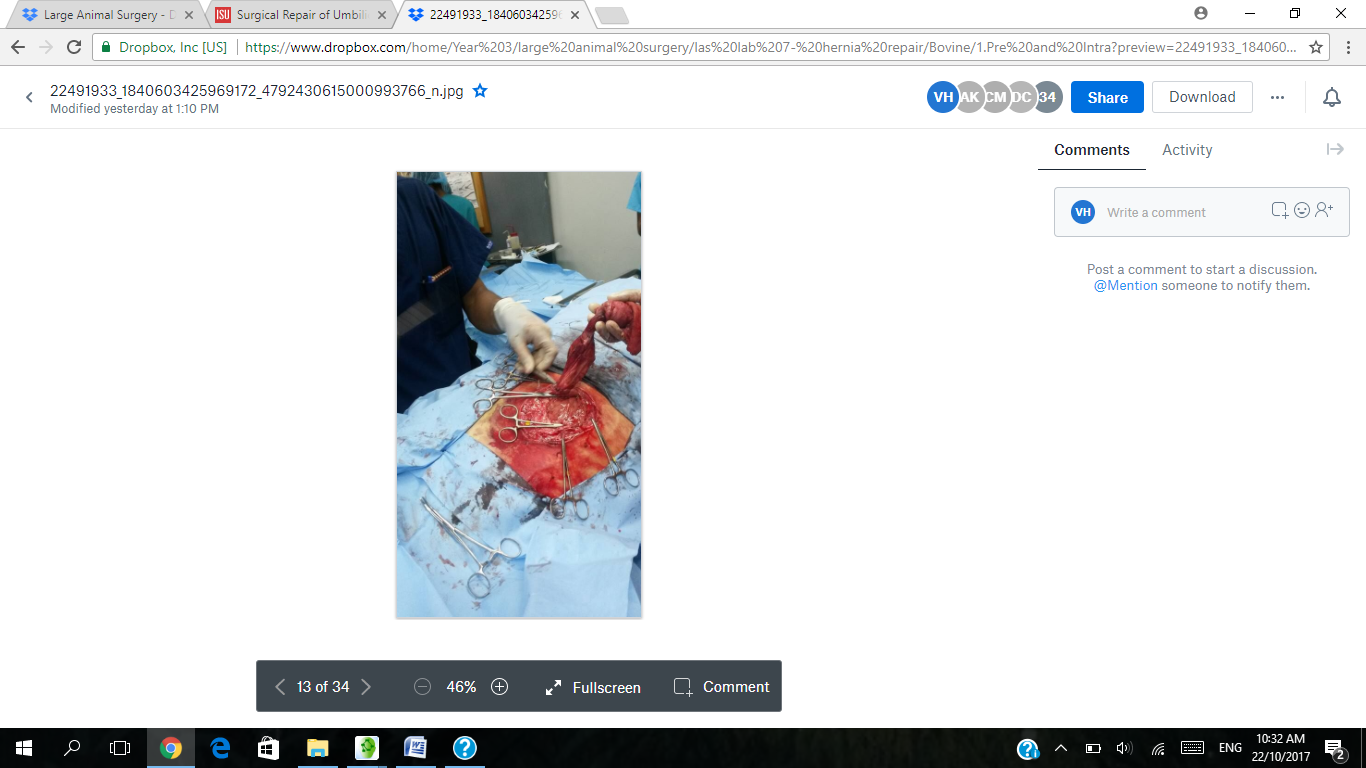 Large Animal Surgery - D
Surgical Repair of Umbili
22491933_184060342596
Dropbox, Inc [US]
https://www.dropbox.com/home/Year%203/large%20animal%20surgery/las%20lab%207-%20hernia%20repair/Bovine/1.Pre%20and%20Intra?preview=22491933_184060...
22491933_1840603425969172_4792430615000993766_n.jpg
Modified yesterday at 1:10 PM
VH AK CM DC 34
Share
Download
Comments
Activity
VH
Write a comment
Post a comment to start a discussion.
@Mention someone to notify them.
13 of 34
46%
Fullscreen
Comment
ENG
10:32 AM
22/10/2017
2